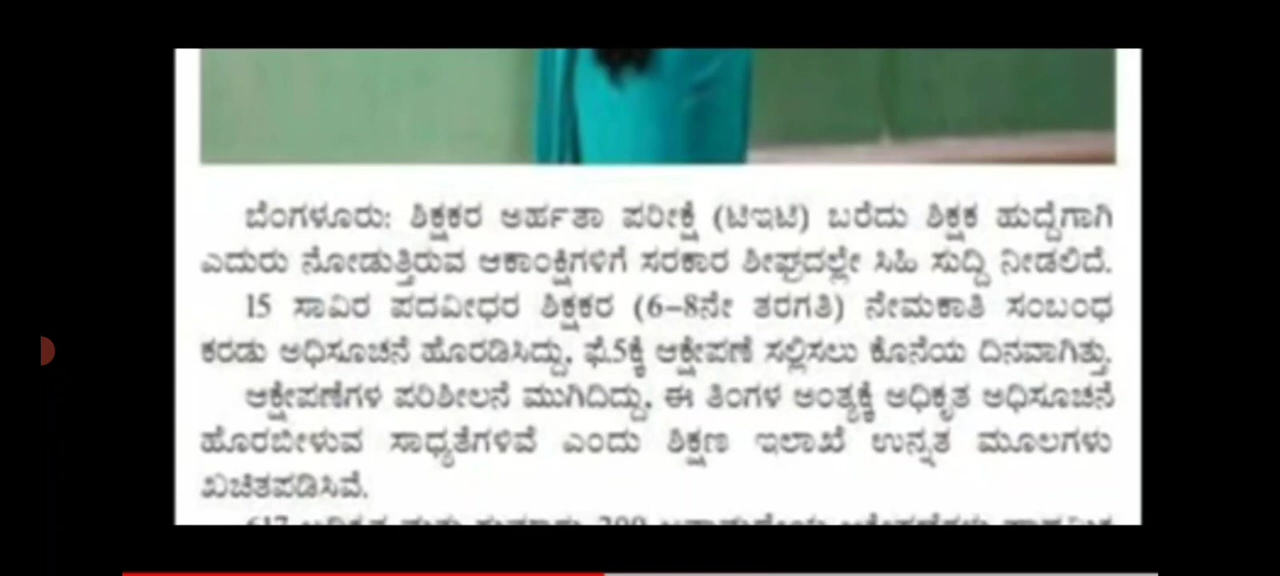 ಬೆಂಗಳೂರು: ಶಿಕ್ಷಕರ ಅರ್ಹತಾ ಪರೀಕ್ಷೆ (ಟಿಇಟಿ) ಬರೆದು ಶಿಕ್ಷಕ ಹುದ್ದೆಗಾಗಿ
ಎದುರು ನೋಡುತ್ತಿರುವ ಆಕಾಂಕ್ಷಿಗಳಿಗೆ ಸರಕಾರ ಶೀಘ್ರದಲ್ಲೇ ಸಿಹಿ ಸುದ್ದಿ ನೀಡಲಿದೆ.
15 ಸಾವಿರ ಪದವೀಧರ ಶಿಕ್ಷಕರ (6-8ನೇ ತರಗತಿ) ನೇಮಕಾತಿ ಸಂಬಂಧ
ಕರಡು ಅಧಿಸೂಚನೆ ಹೊರಡಿಸಿದ್ದು, ಫೆ.5ಕ್ಕೆ ಆಕ್ಷೇಪಣೆ ಸಲ್ಲಿಸಲು ಕೊನೆಯ ದಿನವಾಗಿತ್ತು.
ಆಕ್ಷೇಪಣೆಗಳ ಪರಿಶೀಲನೆ ಮುಗಿದಿದ್ದು, ಈ ತಿಂಗಳ ಅಂತ್ಯಕ್ಕೆ ಅಧಿಕೃತ ಅಧಿಸೂಚನೆ
ಹೊರಬೀಳುವ ಸಾಧ್ಯತೆಗಳಿವೆ ಎಂದು ಶಿಕ್ಷಣ ಇಲಾಖೆ ಉನ್ನತ ಮೂಲಗಳು
ಖಚಿತಪಡಿಸಿವೆ.